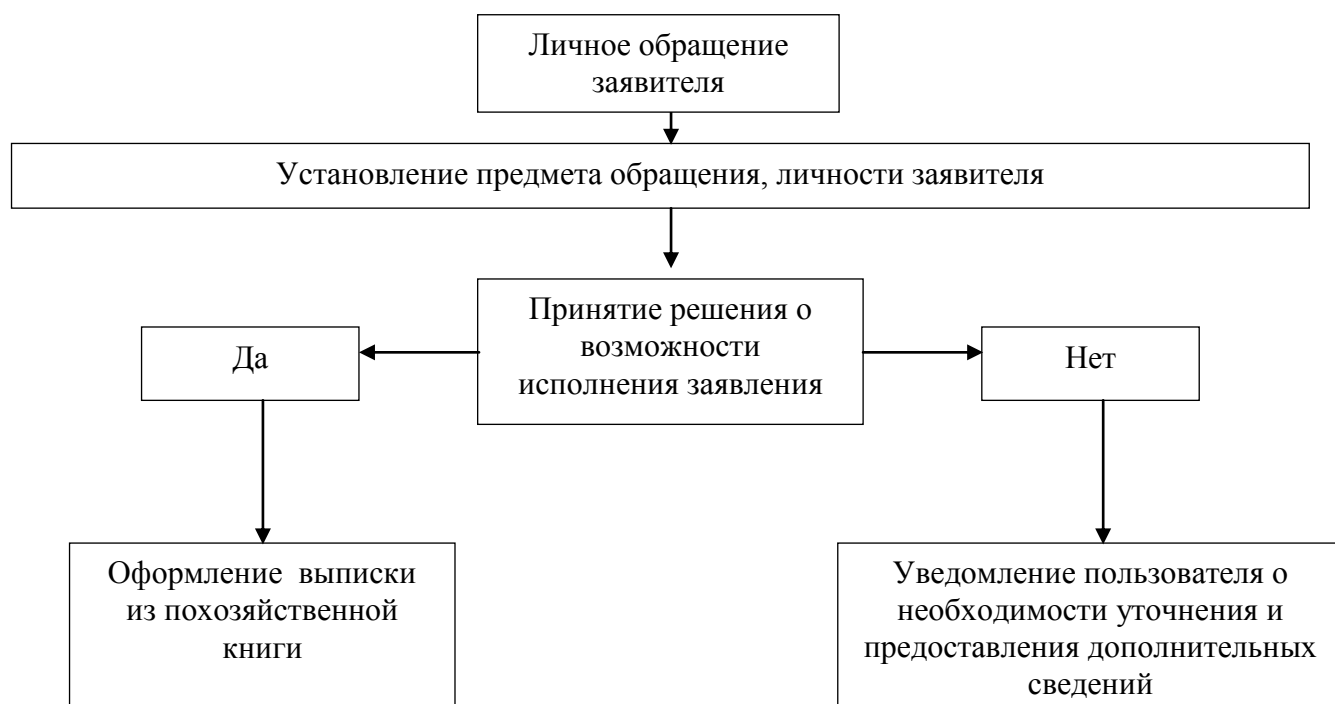 Личное обращение
заявителя
Установление предмета обращения, личности заявителя
Принятие решения о
возможности
исполнения заявления
Да
Нет
Оформление выписки
из похозяйственной
книги
Уведомление пользователя о
необходимости уточнения и
предоставления дополнительных
сведений